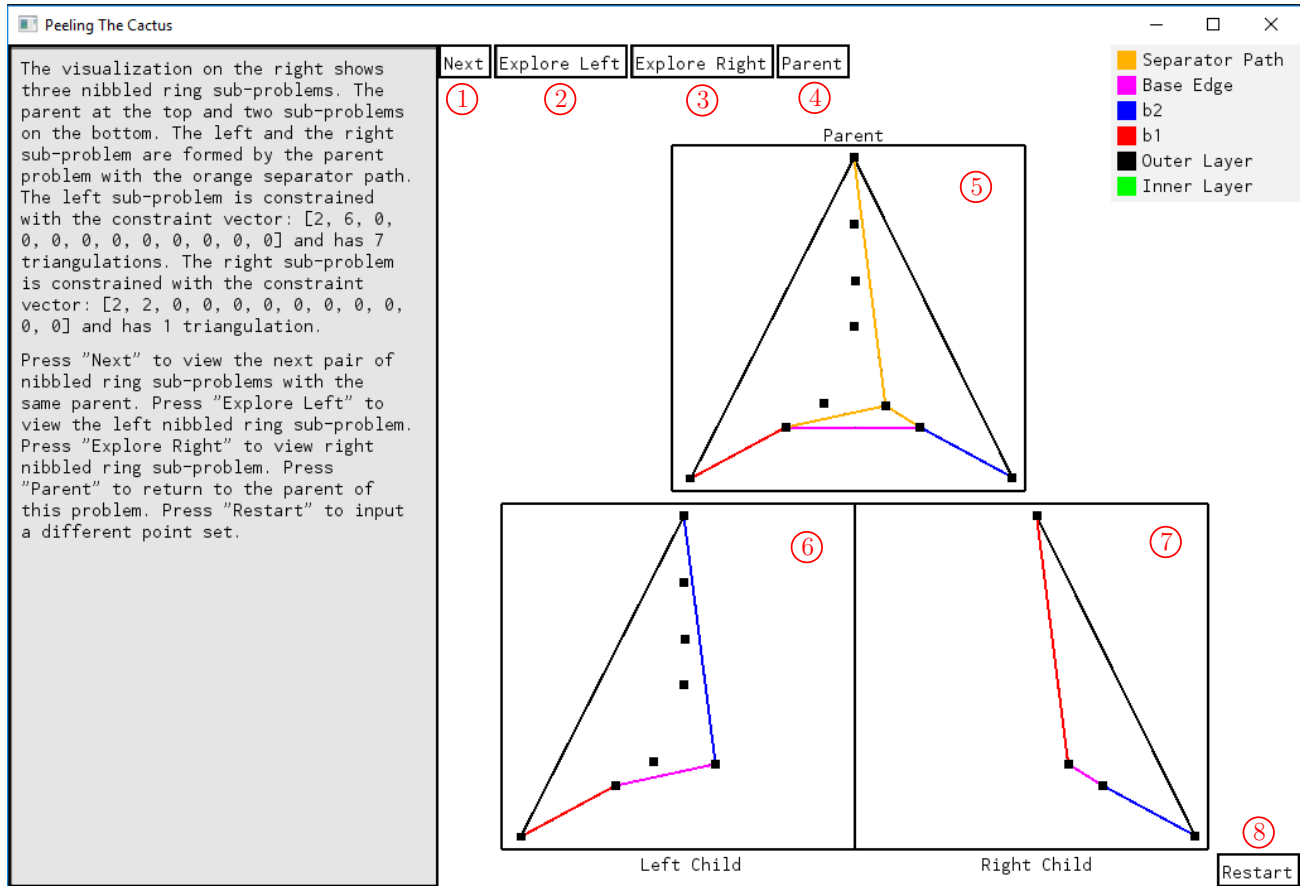 Peeling The Cactus
The visualization on the right shows
three nibbled ring sub-problems. The
parent at the top and two sub-problems
on the bottom. The left and the right
sub-problem are formed by the parent
problem with the orange separator path.
The left sub-problem is constrained
with the constraint vector: [2, 6, 0,
0, 0, 0, 0, 0, 0, 0, 0] and has 7
triangulations. The right sub-problem
is constrained with the constraint
vector: [2, 2, 0, 0, 0, 0, 0, 0, 0,
0, 0] and has 1 triangulation.
Press "Next" to view the next pair of
nibbled ring sub-problems with the
same parent. Press "Explore Left" to
view the left nibbled ring sub-problem.
Press "Explore Right" to view right
nibbled ring sub-problem. Press
"Parent" to return to the parent of
this problem. Press "Restart" to input
a different point set.
Next Explore Left Explore Right Parent
1 2 3 4
Separator Path
Base Edge
b2
b1
Outer Layer
Inner Layer
Parent
5
6
7
Left Child
Right Child
8
Restart